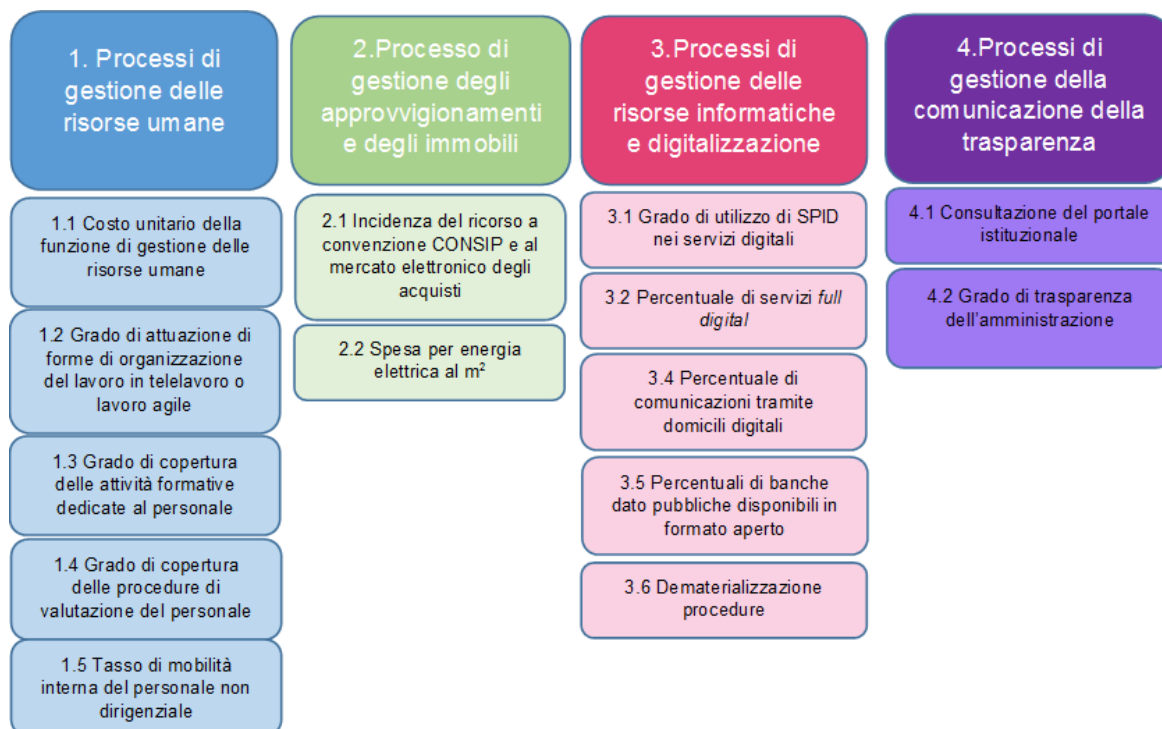 1. Processi di
gestione delle
risorse umane
1.1 Costo unitario della
funzione di gestione delle
risorse umane
1.2 Grado di attuazione di
forme di organizzazione
del lavoro in telelavoro o
lavoro agile
1.3 Grado di copertura
delle attività formative
dedicate al personale
1.4 Grado di copertura
delle procedure di
valutazione del personale
1.5 Tasso di mobilità
interna del personale non
dirigenziale
2.Processo di
gestione degli
approvvigionamenti
e degli immobili
2.1 Incidenza del ricorso a
convenzione CONSIP e al
mercato elettronico degli
acquisti
2.2 Spesa per energia
elettrica al m²
3.Processi di
gestione delle
risorse informatiche
e digitalizzazione
3.1 Grado di utilizzo di SPID
nei servizi digitali
3.2 Percentuale di servizi full
digital
3.4 Percentuale di
comunicazioni tramite
domicili digitali
3.5 Percentuali di banche
dato pubbliche disponibili in
formato aperto
3.6 Dematerializzazione
procedure
4.Processi di
gestione della
comunicazione della
trasparenza
4.1 Consultazione del portale
istituzionale
4.2 Grado di trasparenza
dell'amministrazione